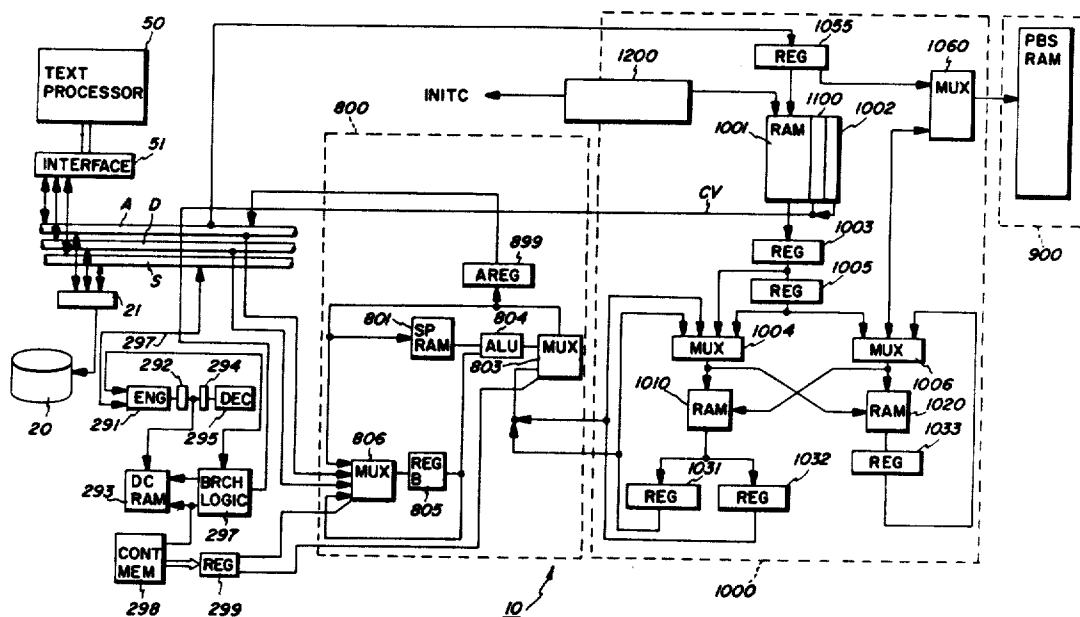 50
TEXT
PROCESSOR
51
INTERFACE
A
D
S
21
20
297
292
294
ENG
DEC
291
295
DC
RAM
293
BRCH
LOGIC
297
CONT
MEM
298
REG
299
800
INITC
1200
899
AREG
801
SP
RAM
804
ALU
MUX
803
806
MUX
REG
B
805
10
CV
1055
REG
1060
MUX
1100
1002
1001
RAM
1003
REG
1005
REG
1004
MUX
MUX
1006
1010
RAM
RAM
1020
1033
REG
1031
REG
1032
REG
1000
PBS
RAM
900